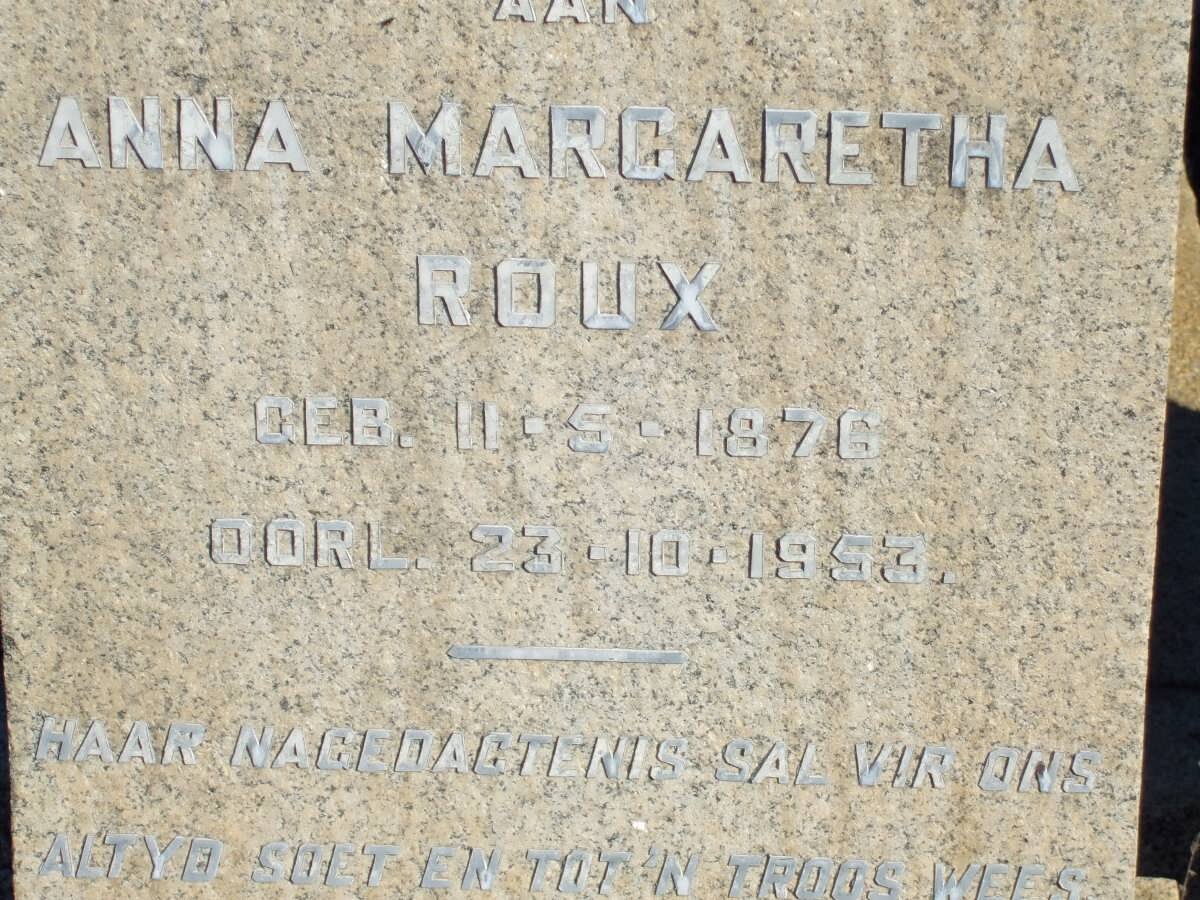 AAN
ANNA MARGARETHA
ROUX
GEB. 11-5-1876
OORL. 23·10·1953.
HAAR NAGEDAGTENIS SAL VIR ONS
ALTYD SOET EN TOT 'N TROOS WEES